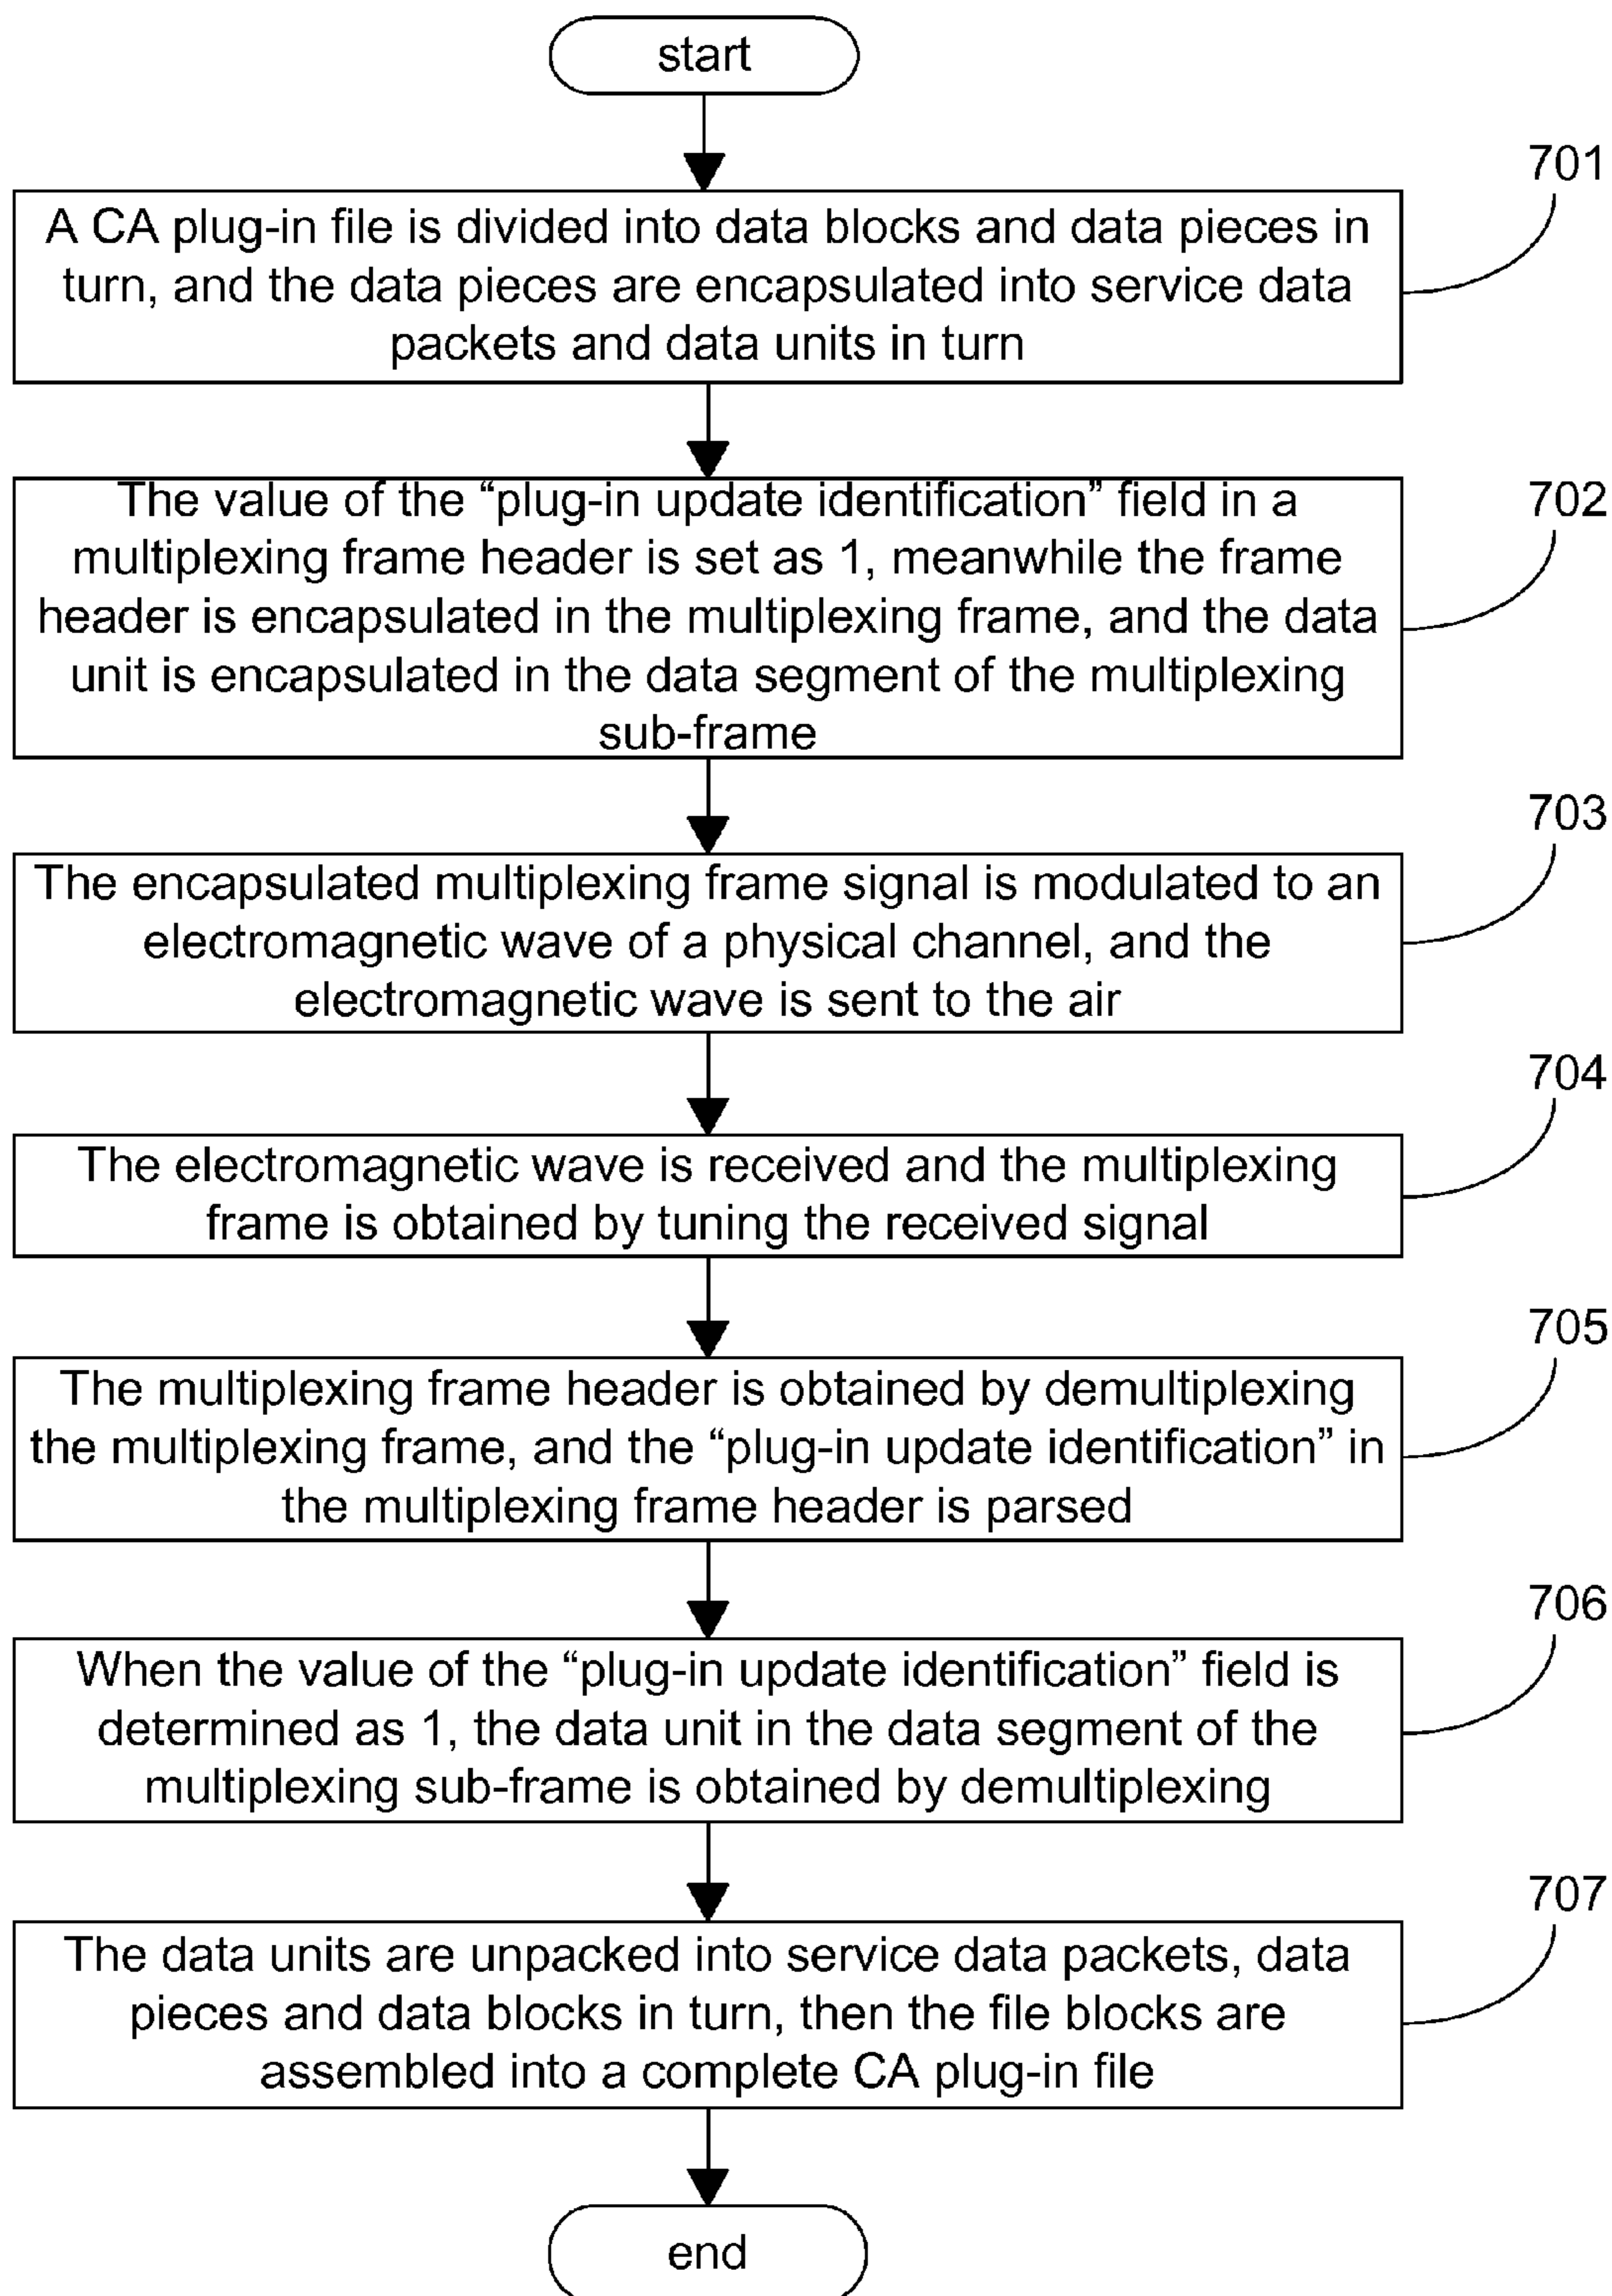 start
701
A CA plug-in file is divided into data blocks and data pieces in
turn, and the data pieces are encapsulated into service data
packets and data units in turn
702
The value of the “plug-in update identification” field in a
multiplexing frame header is set as 1, meanwhile the frame
header is encapsulated in the multiplexing frame, and the data
unit is encapsulated in the data segment of the multiplexing
sub-frame
703
The encapsulated multiplexing frame signal is modulated to an
electromagnetic wave of a physical channel, and the
electromagnetic wave is sent to the air
704
The electromagnetic wave is received and the multiplexing
frame is obtained by tuning the received signal
705
The multiplexing frame header is obtained by demultiplexing
the multiplexing frame, and the “plug-in update identification” in
the multiplexing frame header is parsed
706
When the value of the “plug-in update identification” field is
determined as 1, the data unit in the data segment of the
multiplexing sub-frame is obtained by demultiplexing
707
The data units are unpacked into service data packets, data
pieces and data blocks in turn, then the file blocks are
assembled into a complete CA plug-in file
end